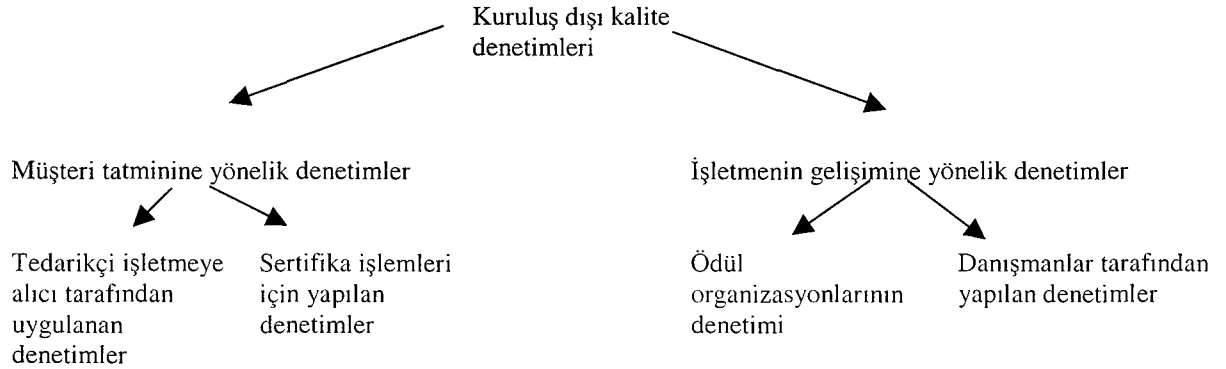 Kuruluş dışı kalite
denetimleri
Müşteri tatminine yönelik denetimler
İşletmenin gelişimine yönelik denetimler
Tedarikçi işletmeye
alıcı tarafından
uygulanan
denetimler
Sertifika işlemleri
için yapılan
denetimler
Ödül
organizasyonlarının
denetimi
Danışmanlar tarafından
yapılan denetimler